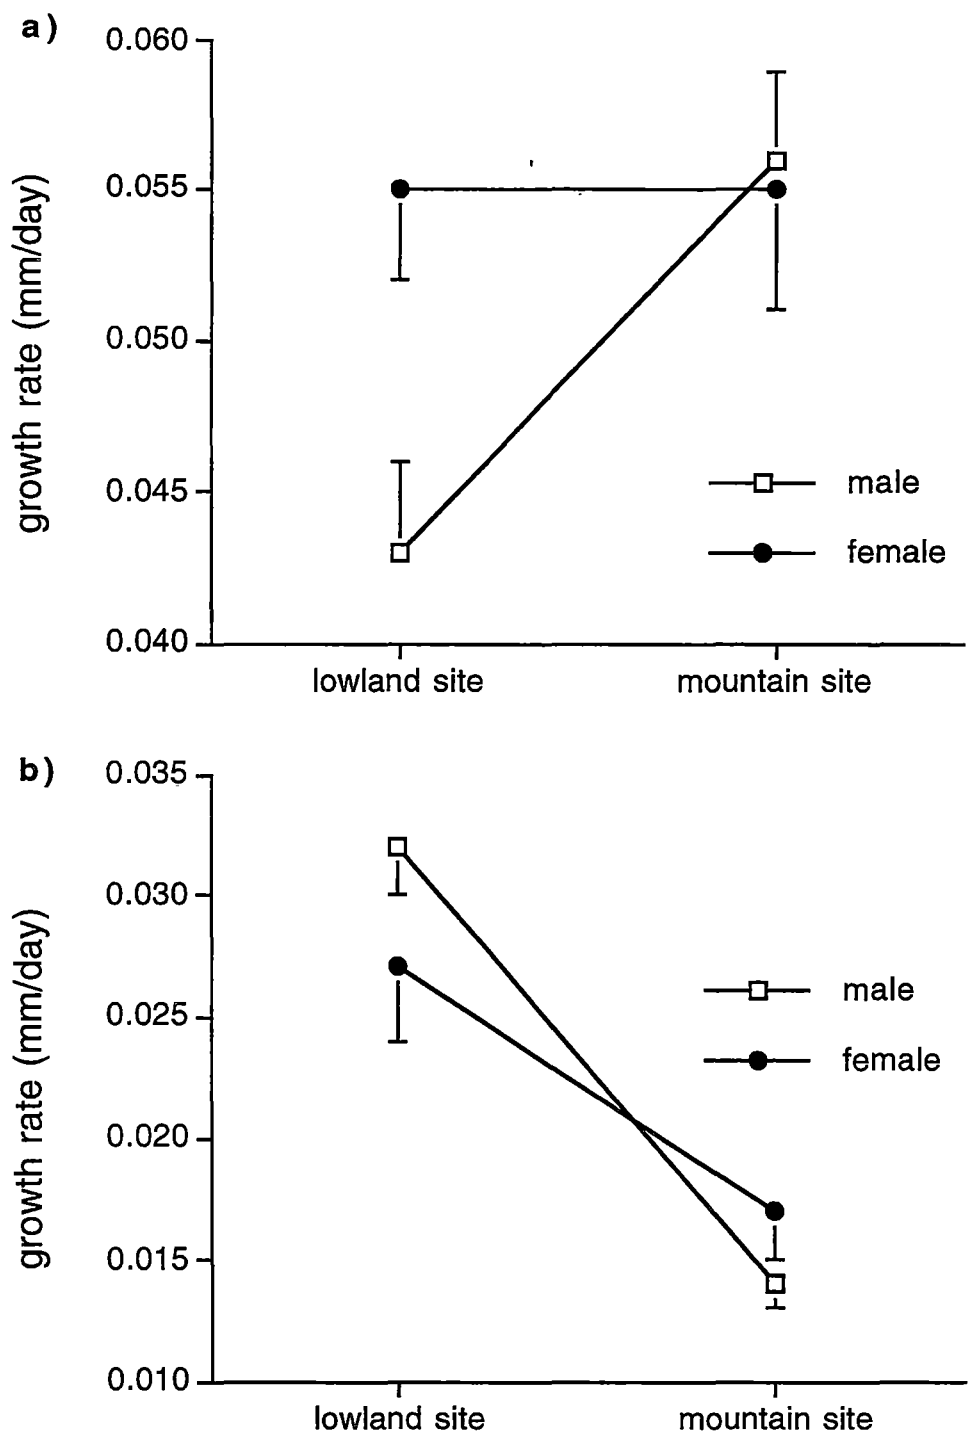 a)
0.060
0.055
0.050
0.045
0.040
growth rate (mm/day)
male
female
lowland site mountain site
b)
0.035
0.030
0.025
0.020
0.015
0.010
growth rate (mm/day)
male
female
lowland site mountain site